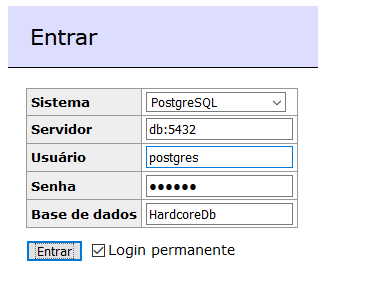 Entrar
Sistema PostgreSQL
Servidor db:5432
Usuário postgres
Senha ●●●●●●
Base de dados HardcoreDb
Entrar Login permanente